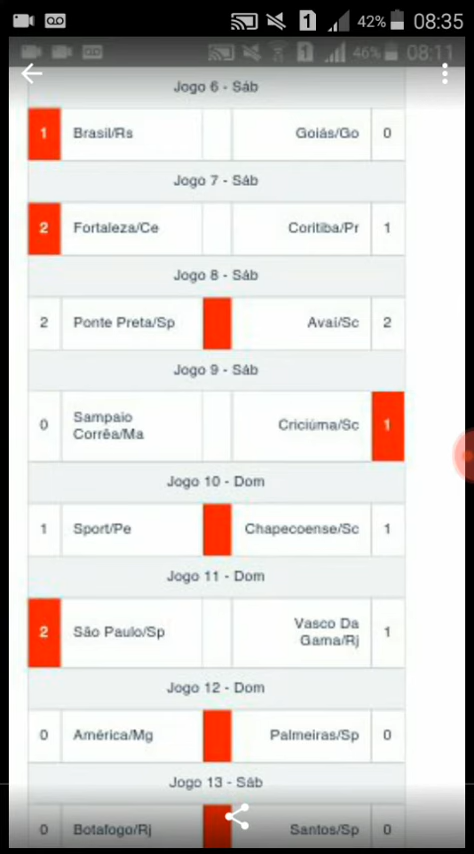 1 42% 08:35
1 46% 08:11
Jogo 6 - Sáb
1 Brasil/Rs Goiás/Go 0
Jogo 7 - Sáb
2 Fortaleza/Ce Coritiba/Pr 1
Jogo 8 - Sáb
2 Ponte Preta/Sp Avaí/Sc 2
Jogo 9 - Sáb
0 Sampaio Corrêa/Ma Criciúma/Sc 1
Jogo 10 - Dom
1 Sport/Pe Chapecoense/Sc 1
Jogo 11 - Dom
2 São Paulo/Sp Vasco Da Gama/Rj 1
Jogo 12 - Dom
0 América/Mg Palmeiras/Sp 0
Jogo 13 - Sáb
0 Botafogo/Rj Santos/Sp 0